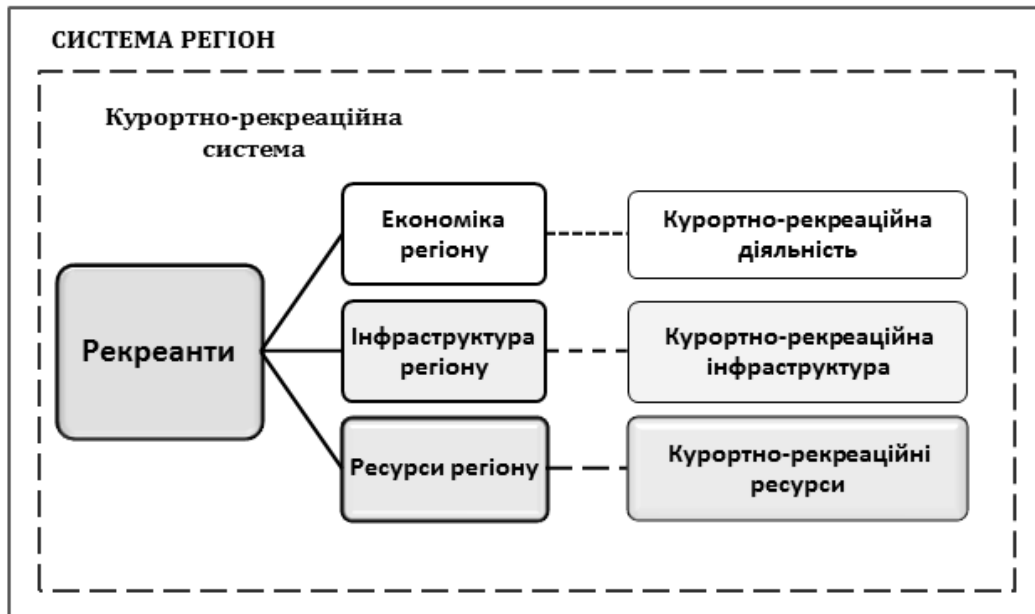 СИСТЕМА РЕГІОН
Курортно-рекреаційна
система
Рекреанти
Економіка
регіону
Курортно-рекреаційна
діяльність
Інфраструктура
регіону
Курортно-рекреаційна
інфраструктура
Ресурси регіону
Курортно-рекреаційні
ресурси